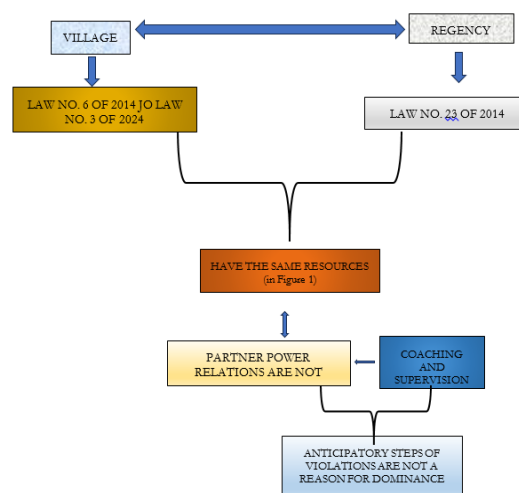 VILLAGE
REGENCY
LAW NO. 6 OF 2014 JO LAW
NO. 3 OF 2024
LAW NO. 23 OF 2014
HAVE THE SAME RESOURCES
(in Figure 1)
PARTNER POWER
RELATIONS ARE NOT
COACHING
AND
SUPERVISION
ANTICIPATORY STEPS OF
VIOLATIONS ARE NOT A
REASON FOR DOMINANCE